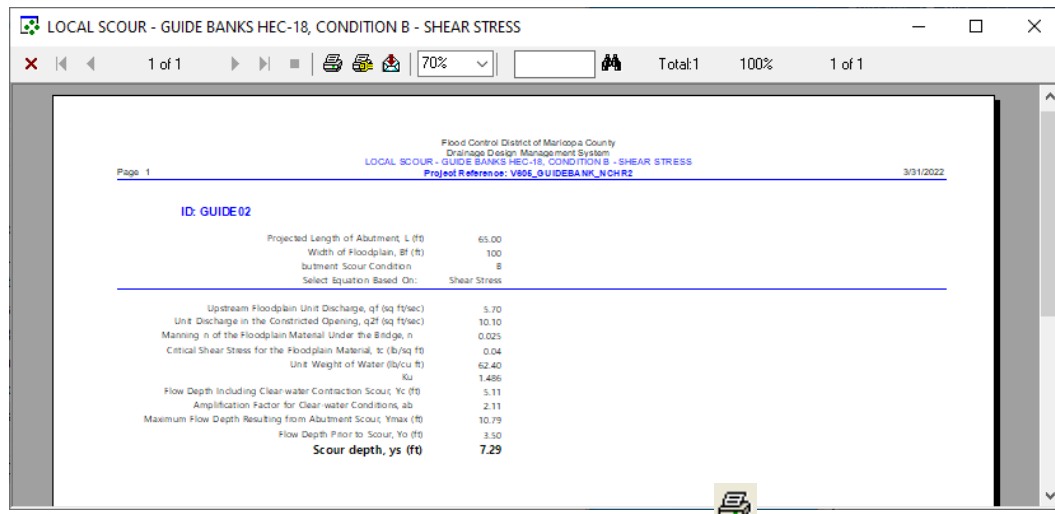 LOCAL SCOUR - GUIDE BANKS HEC-18, CONDITION B - SHEAR STRESS
1 of 1 70% Total:1 100% 1 of 1
Flood Control District of Maricopa County
Drainage Design Management System
LOCAL SCOUR - GUIDE BANKS HEC-18, CONDITION B - SHEAR STRESS
Page 1 Project Reference: V605_GUIDEBANK_NCHR2 3/31/2022
ID: GUIDE02
Projected Length of Abutment, L (ft) 65.00
Width of Floodplain, Bf (ft) 100
butment Scour Condition B
Select Equation Based On: Shear Stress
Upstream Floodplain Unit Discharge, qf (sq ft/sec) 5.70
Unit Discharge in the Constricted Opening, q2f (sq ft/sec) 10.10
Manning n of the Floodplain Material Under the Bridge, n 0.025
Critical Shear Stress for the Floodplain Material, tc (lb/sq ft) 0.04
Unit Weight of Water (lb/cu ft) 62.40
Ku 1.486
Flow Depth Including Clear-water Contraction Scour, Yc (ft) 5.11
Amplification Factor for Clear-water Conditions, ab 2.11
Maximum Flow Depth Resulting from Abutment Scour, Ymax (ft) 10.79
Flow Depth Prior to Scour, Yo (ft) 3.50
Scour depth, ys (ft) 7.29